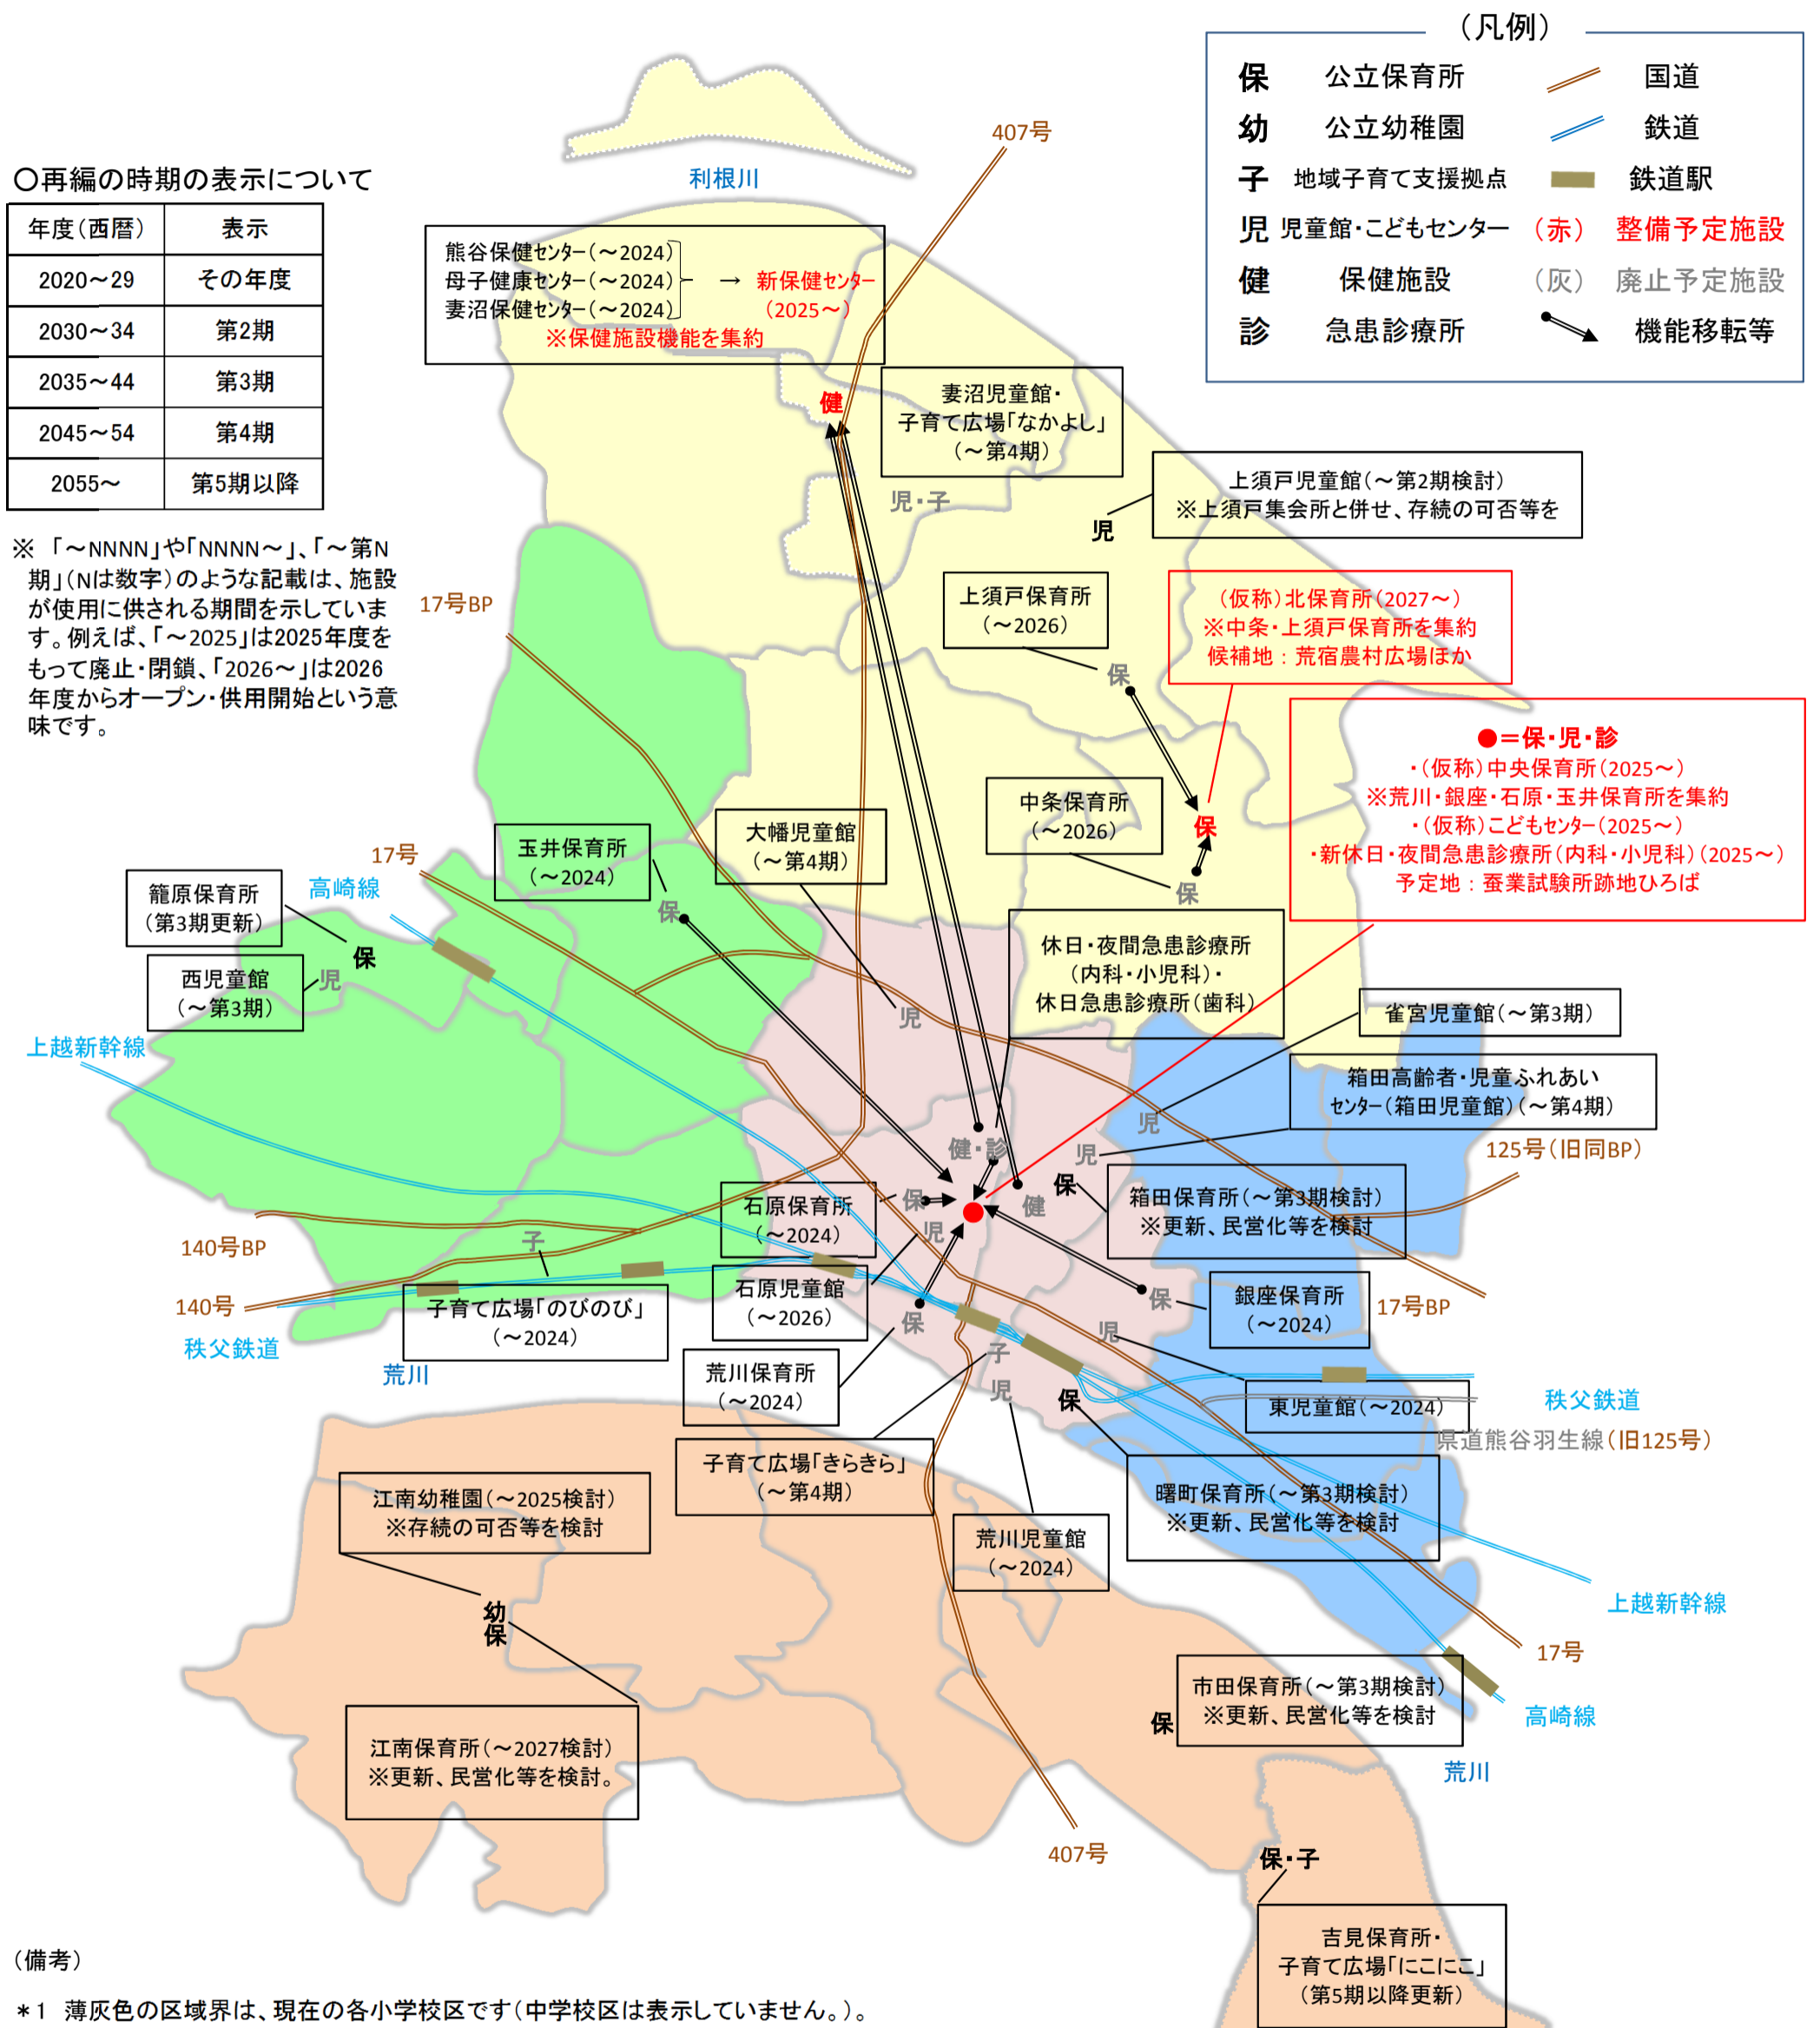 (凡例)
保 公立保育所 国道
幼 公立幼稚園 鉄道
子 地域子育て支援拠点 鉄道駅
児 児童館・こどもセンター (赤) 整備予定施設
健 保健施設 (灰) 廃止予定施設
診 急患診療所 機能移転等
○再編の時期の表示について
年度(西暦) 表示
2020～29 その年度
2030～34 第2期
2035～44 第3期
2045～54 第4期
2055～ 第5期以降
※ 「～NNNN」や「NNNN～」、「～第N
期」(Nは数字)のような記載は、施設
が使用に供される期間を示していま
す。例えば、「～2025」は2025年度を
もって廃止・閉鎖、「2026～」は2026
年度からオープン・供用開始という意
味です。
407号
利根川
熊谷保健センター(～2024)
母子健康センター(～2024) → 新保健センター
妻沼保健センター(～2024) (2025～)
※保健施設機能を集約
健
妻沼児童館・
子育て広場「なかよし」
(～第4期)
児・子
上須戸児童館(～第2期検討)
※上須戸集会所と併せ、存続の可否等を
児
上須戸保育所
(～2026)
保
(仮称)北保育所(2027～)
※中条・上須戸保育所を集約
候補地：荒宿農村広場ほか
17号BP
●＝保・児・診
・(仮称)中央保育所(2025～)
※荒川・銀座・石原・玉井保育所を集約
・(仮称)こどもセンター(2025～)
・新休日・夜間急患診療所(内科・小児科)(2025～)
予定地：蚕業試験所跡地ひろば
中条保育所
(～2026)
保
保
大幡児童館
(～第4期)
玉井保育所
(～2024)
保
17号
高崎線
籠原保育所
(第3期更新)
保
西児童館
(～第3期)
児
休日・夜間急患診療所
(内科・小児科)・
休日急患診療所(歯科)
児
雀宮児童館(～第3期)
上越新幹線
箱田高齢者・児童ふれあい
センター(箱田児童館)(～第4期)
児
健・診
児
125号(旧同BP)
保
石原保育所
(～2024)
保
健
箱田保育所(～第3期検討)
※更新、民営化等を検討
児
140号BP
子
石原児童館
(～2026)
保
銀座保育所
(～2024)
140号
子育て広場「のびのび」
(～2024)
17号BP
保
児
秩父鉄道
荒川
荒川保育所
(～2024)
子
児
保
東児童館(～2024)
秩父鉄道
県道熊谷羽生線(旧125号)
子育て広場「きらきら」
(～第4期)
江南幼稚園(～2025検討)
※存続の可否等を検討
曙町保育所(～第3期検討)
※更新、民営化等を検討
荒川児童館
(～2024)
上越新幹線
幼
保
17号
市田保育所(～第3期検討)
※更新、民営化等を検討
保
高崎線
江南保育所(～2027検討)
※更新、民営化等を検討。
荒川
407号
保・子
吉見保育所・
子育て広場「にこにこ」
(第5期以降更新)
(備考)
＊1 薄灰色の区域界は、現在の各小学校区です(中学校区は表示していません。)。